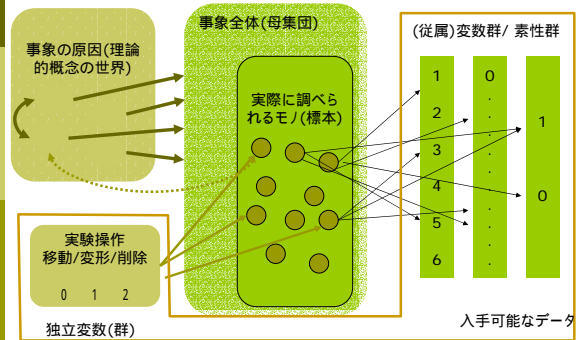 事象の原因(理論
的概念の世界)
事象全体(母集団)
実際に調べら
れるモノ(標本)
(従属)変数群/ 素性群
1
2
3
4
5
6
0
.
.
.
.
.
.
.
.
.
.
1
0
実験操作
移動/変形/削除
0 1 2
独立変数(群)
入手可能なデータ